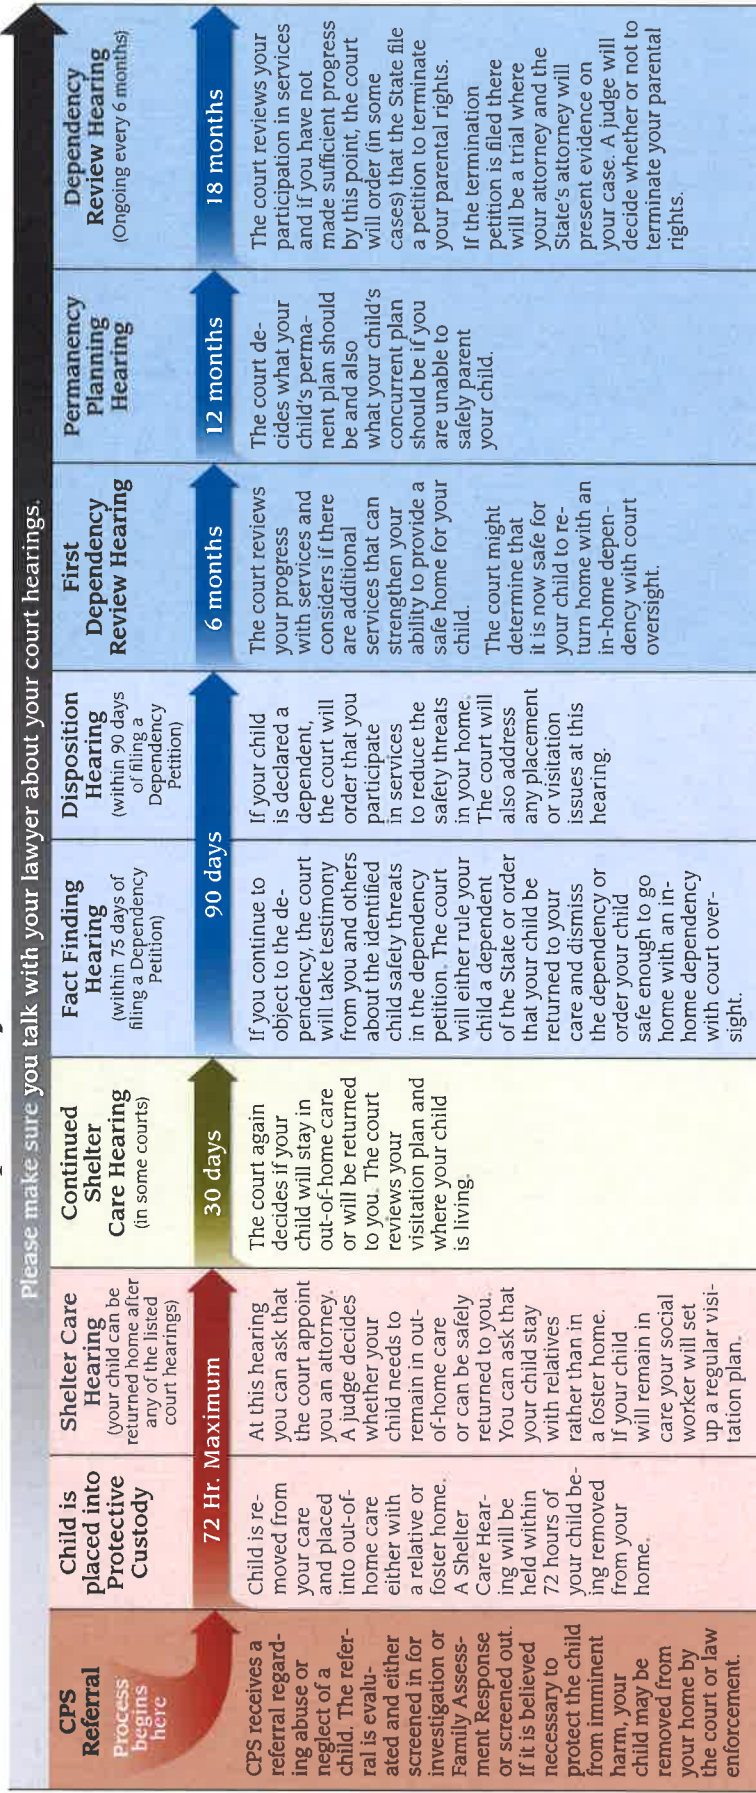 Please make sure you talk with your lawyer about your court hearings.
CPS
Referral
Process
begins
here
CPS receives a
referral regard-
ing abuse or
neglect of a
child. The refer-
ral is evalu-
ated and either
screened in for
investigation or
Family Assess-
ment Response
or screened out.
If it is believed
necessary to
protect the child
from imminent
harm, your
child may be
removed from
your home by
the court or law
enforcement.
Child is
placed into
Protective
Custody
72 Hr. Maximum
Child is re-
moved from
your care
and placed
into out-of-
home care
either with
a relative or
foster home.
A Shelter
Care Hear-
ing will be
held within
72 hours of
your child be-
ing removed
from your
home.
Shelter Care
Hearing
(your child can be
returned home after
any of the listed
court hearings)
At this hearing
you can ask that
the court appoint
you an attorney.
A judge decides
whether your
child needs to
remain in out-
of-home care
or can be safely
returned to you.
You can ask that
your child stay
with relatives
rather than in
a foster home.
If your child
will remain in
care your social
worker will set
up a regular visi-
tation plan.
Continued
Shelter
Care Hearing
(in some courts)
30 days
The court again
decides if your
child will stay in
out-of-home care
or will be returned
to you. The court
reviews your
visitation plan and
where your child
is living.
Fact Finding
Hearing
(within 75 days of
filing a Dependency
Petition)
90 days
If you continue to
object to the de-
pendency, the court
will take testimony
from you and others
about the identified
child safety threats
in the dependency
petition. The court
will either rule your
child a dependent
of the State or order
that your child be
returned to your
care and dismiss
the dependency or
order your child
safe enough to go
home with an in-
home dependency
with court over-
sight.
Disposition
Hearing
(within 90 days
of filing a
Dependency
Petition)
If your child
is declared a
dependent,
the court will
order that you
participate
in services
to reduce the
safety threats
in your home.
The court will
also address
any placement
or visitation
issues at this
hearing.
First
Dependency
Review Hearing
6 months
The court reviews
your progress
with services and
considers if there
are additional
services that can
strengthen your
ability to provide a
safe home for your
child.
The court might
determine that
it is now safe for
your child to re-
turn home with an
in-home depen-
dency with court
oversight.
Permanency
Planning
Hearing
12 months
The court de-
cides what your
child's perma-
nent plan should
be and also
what your child's
concurrent plan
should be if you
are unable to
safely parent
your child.
Dependency
Review Hearing
(Ongoing every 6 months)
18 months
The court reviews your
participation in services
and if you have not
made sufficient progress
by this point, the court
will order (in some
cases) that the State file
a petition to terminate
your parental rights.
If the termination
petition is filed there
will be a trial where
your attorney and the
State's attorney will
present evidence on
your case. A judge will
decide whether or not to
terminate your parental
rights.